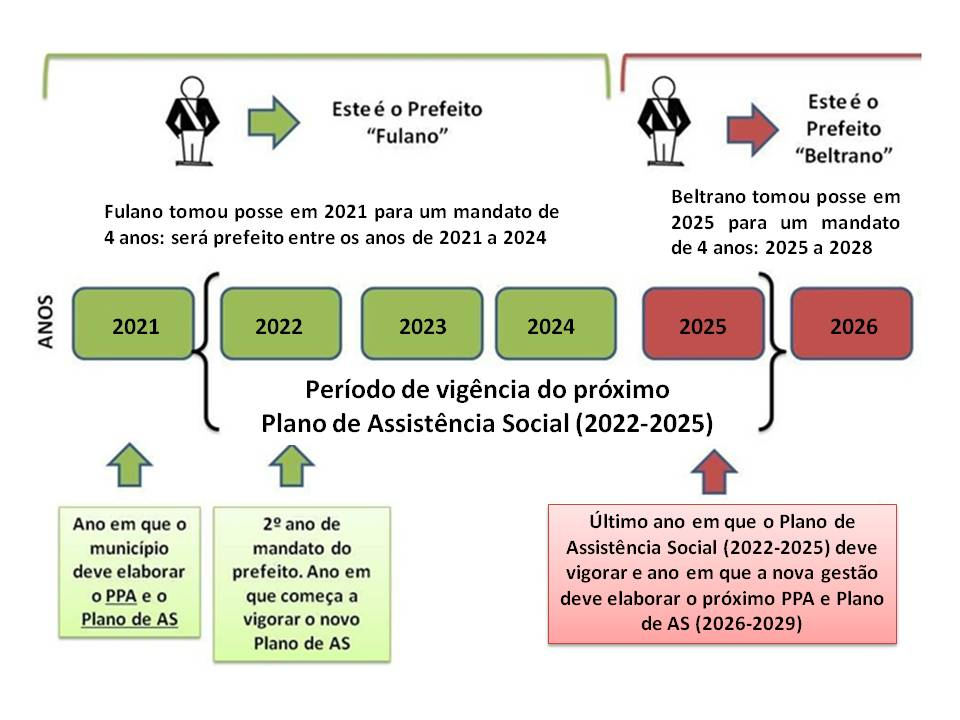 Este é o Prefeito
“Fulano”
Este é o
Prefeito
“Beltrano”
Fulano tomou posse em 2021 para um mandato de
4 anos: será prefeito entre os anos de 2021 a 2024
Beltrano tomou posse em
2025 para um mandato
de 4 anos: 2025 a 2028
ANOS
2021
2022
2023
2024
2025
2026
Período de vigência do próximo
Plano de Assistência Social (2022-2025)
Ano em que o
município
deve elaborar
o PPA e o
Plano de AS
2º ano de
mandato do
prefeito. Ano em
que começa a
vigorar o novo
Plano de AS
Último ano em que o Plano de
Assistência Social (2022-2025) deve
vigorar e ano em que a nova gestão
deve elaborar o próximo PPA e Plano
de AS (2026-2029)